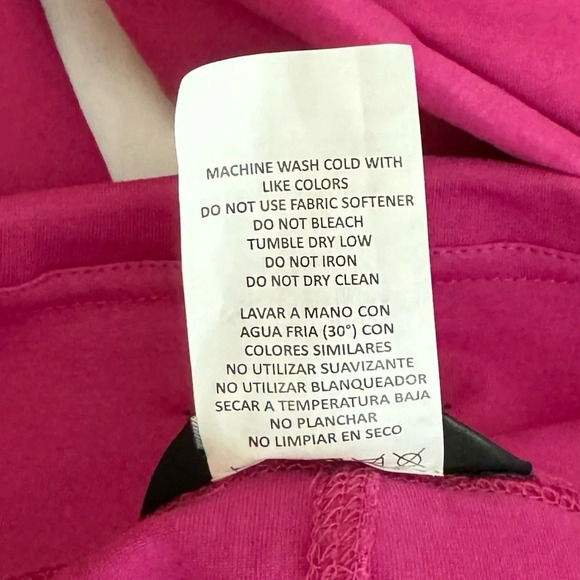 MACHINE WASH COLD WITH
LIKE COLORS
DO NOT USE FABRIC SOFTENER
DO NOT BLEACH
TUMBLE DRY LOW
DO NOT IRON
DO NOT DRY CLEAN
LAVAR A MANO CON
AGUA FRIA (30°) CON
COLORES SIMILARES
NO UTILIZAR SUAVIZANTE
NO UTILIZAR BLANQUEADOR
SECAR A TEMPERATURA BAJA
NO PLANCHAR
NO LIMPIAR EN SECO